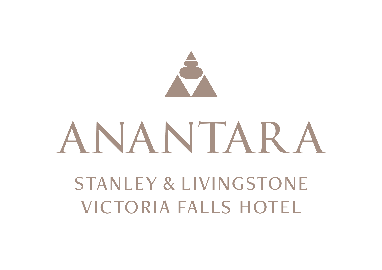 ANANTARA
STANLEY & LIVINGSTONE
VICTORIA FALLS HOTEL